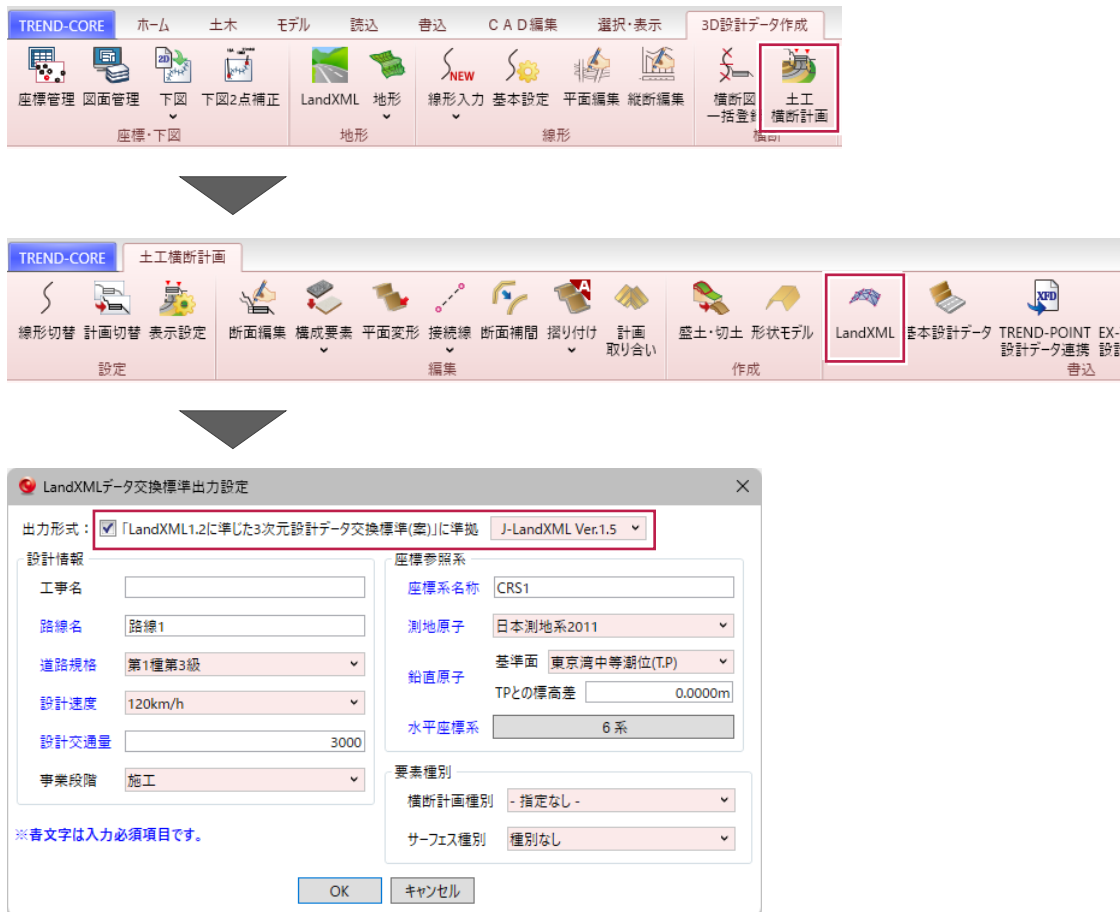 TREND-CORE ホーム 土木 モデル 読込 書込 CAD編集 選択・表示 3D設計データ作成
2D NEW
座標管理 図面管理 下図 下図2点補正 LandXML 地形 線形入力 基本設定 平面編集 縦断編集 横断図 土工
一括登録 横断計画
座標・下図 地形 線形 横断
TREND-CORE 土工横断計画
A XFD
線形切替 計画切替 表示設定 断面編集 構成要素 平面変形 接続線 断面補間 摺り付け 計画 盛土・切土 形状モデル LandXML 基本設計データ TREND-POINT EX-
取り合い 設計データ連携 設計
設定 編集 作成 書込
LandXMLデータ交換標準出力設定
出力形式: 「LandXML1.2に準じた3次元設計データ交換標準(案)」に準拠 J-LandXML Ver.1.5
設計情報 座標参照系
工事名 座標系名称 CRS1
路線名 路線1 測地原子 日本測地系2011
道路規格 第1種第3級 鉛直原子 基準面 東京湾中等潮位(T.P)
設計速度 120km/h TPとの標高差 0.0000m
設計交通量 3000 水平座標系 6 系
事業段階 施工 要素種別
横断計画種別 - 指定なし -
※青文字は入力必須項目です。 サーフェス種別 種別なし
OK キャンセル